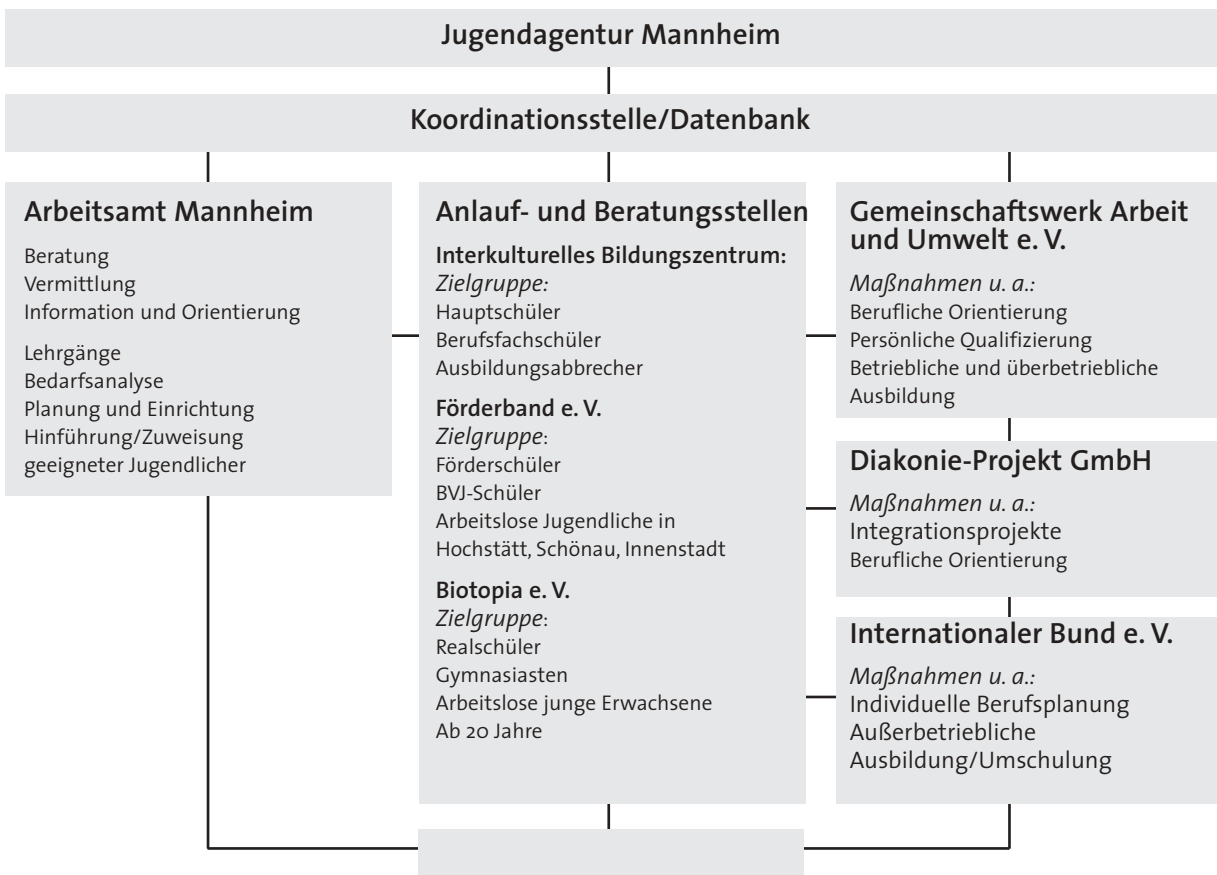 Jugendagentur Mannheim
Koordinationsstelle/Datenbank
Arbeitsamt Mannheim
Beratung
Vermittlung
Information und Orientierung
Lehrgänge
Bedarfsanalyse
Planung und Einrichtung
Hinführung/Zuweisung
geeigneter Jugendlicher
Anlauf- und Beratungsstellen
Interkulturelles Bildungszentrum:
Zielgruppe:
Hauptschüler
Berufsfachschüler
Ausbildungsabbrecher
Förderband e. V.
Zielgruppe:
Förderschüler
BVJ-Schüler
Arbeitslose Jugendliche in
Hochstätt, Schönau, Innenstadt
Biotopia e. V.
Zielgruppe:
Realschüler
Gymnasiasten
Arbeitslose junge Erwachsene
Ab 20 Jahre
Gemeinschaftswerk Arbeit
und Umwelt e. V.
Maßnahmen u. a.:
Berufliche Orientierung
Persönliche Qualifizierung
Betriebliche und überbetriebliche
Ausbildung
Diakonie-Projekt GmbH
Maßnahmen u. a.:
Integrationsprojekte
Berufliche Orientierung
Internationaler Bund e. V.
Maßnahmen u. a.:
Individuelle Berufsplanung
Außerbetriebliche
Ausbildung/Umschulung